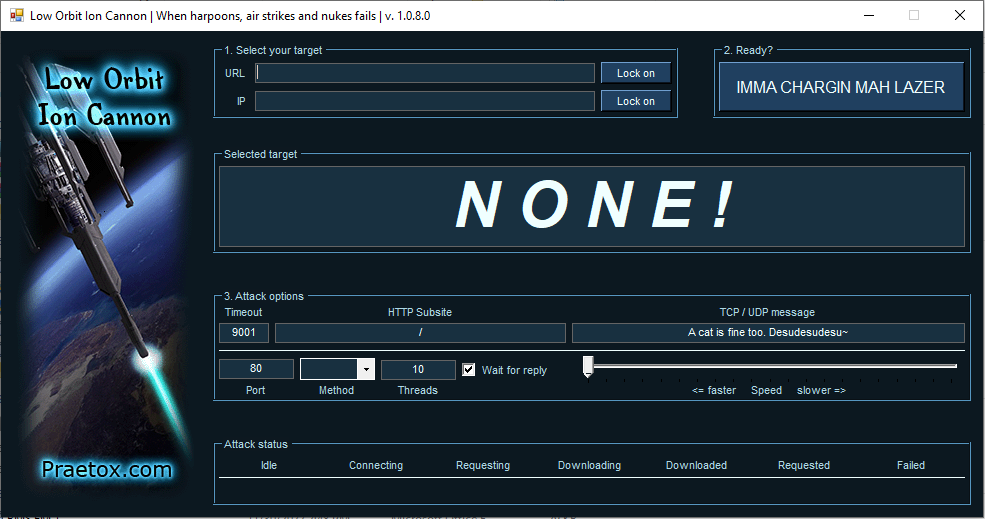 Low Orbit Ion Cannon | When harpoons, air strikes and nukes fails | v. 1.0.8.0
Low Orbit
Ion Cannon
Praetox.com
1. Select your target
URL
Lock on
IP
Lock on
2. Ready?
IMMA CHARGIN MAH LAZER
Selected target
N O N E !
3. Attack options
Timeout HTTP Subsite TCP / UDP message
9001 / A cat is fine too. Desudesudesu~
80 10 Wait for reply
Port Method Threads <= faster Speed slower =>
Attack status
Idle Connecting Requesting Downloading Downloaded Requested Failed